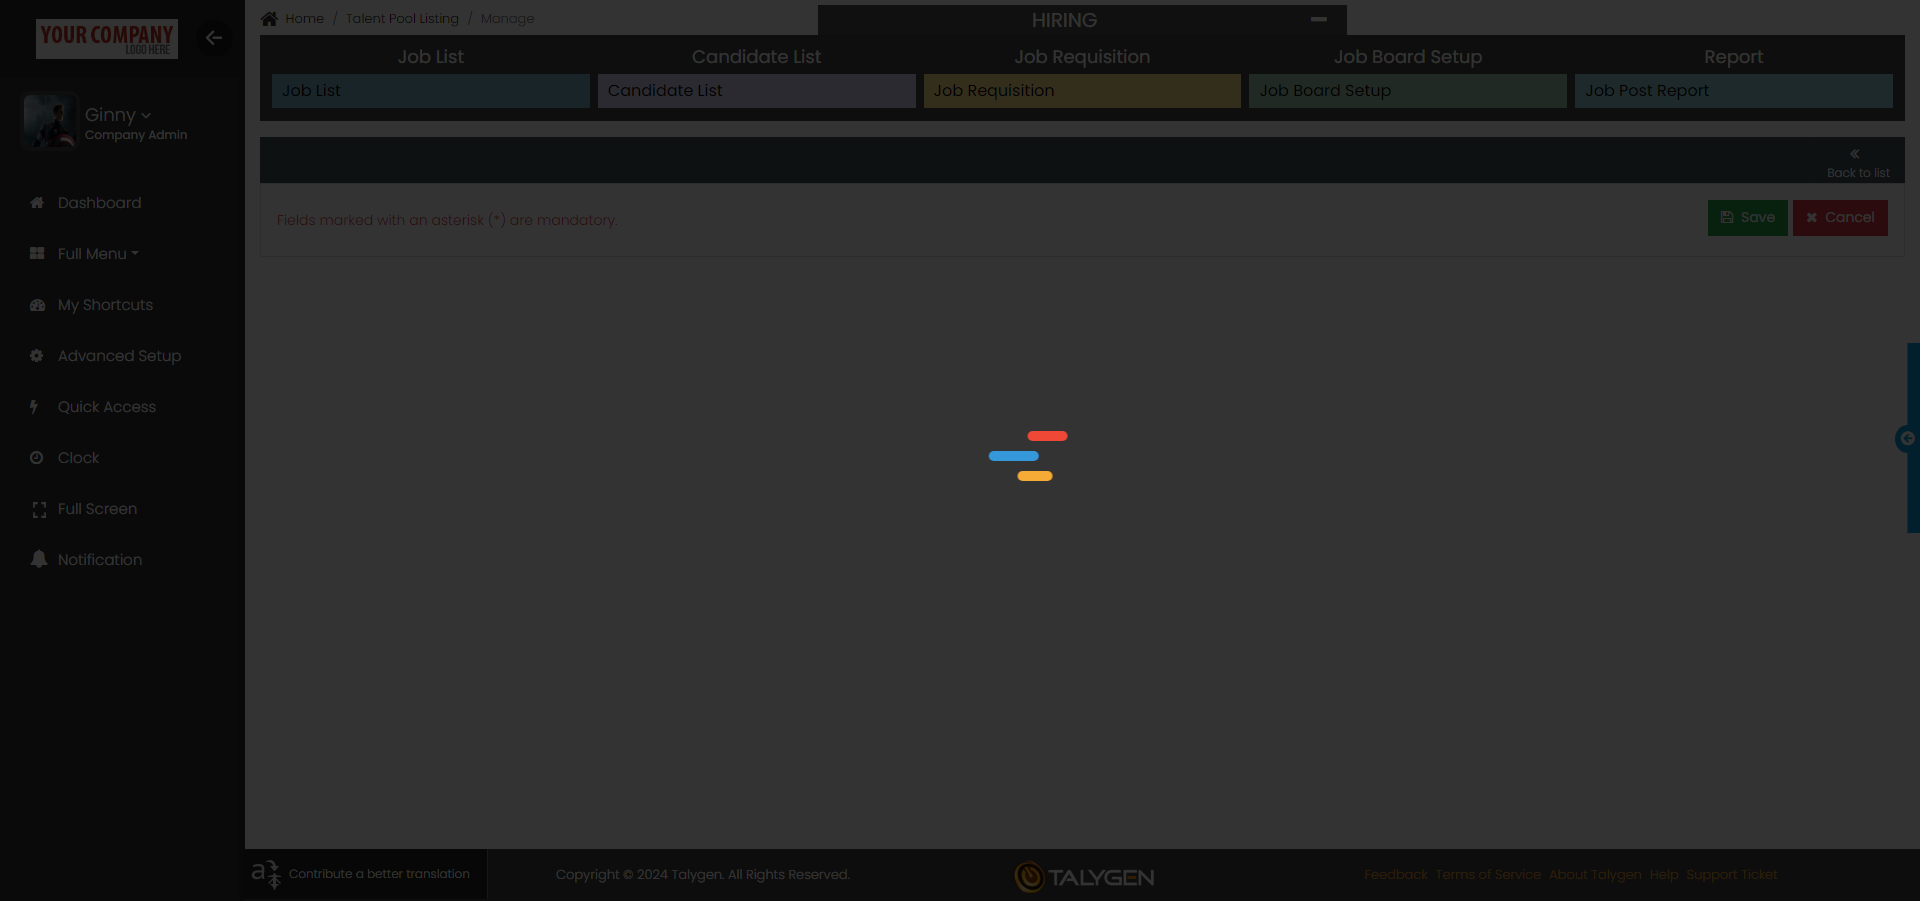 YOUR COMPANY
LOGO HERE
Ginny
Company Admin
Dashboard
Full Menu
My Shortcuts
Advanced Setup
Quick Access
Clock
Full Screen
Notification
Home / Talent Pool Listing / Manage
HIRING
Job List
Job List
Candidate List
Candidate List
Job Requisition
Job Requisition
Job Board Setup
Job Board Setup
Report
Job Post Report
Back to list
Fields marked with an asterisk (*) are mandatory.
Save
Cancel
Contribute a better translation
Copyright © 2024 Talygen. All Rights Reserved.
TALYGEN
Feedback Terms of Service About Talygen Help Support Ticket